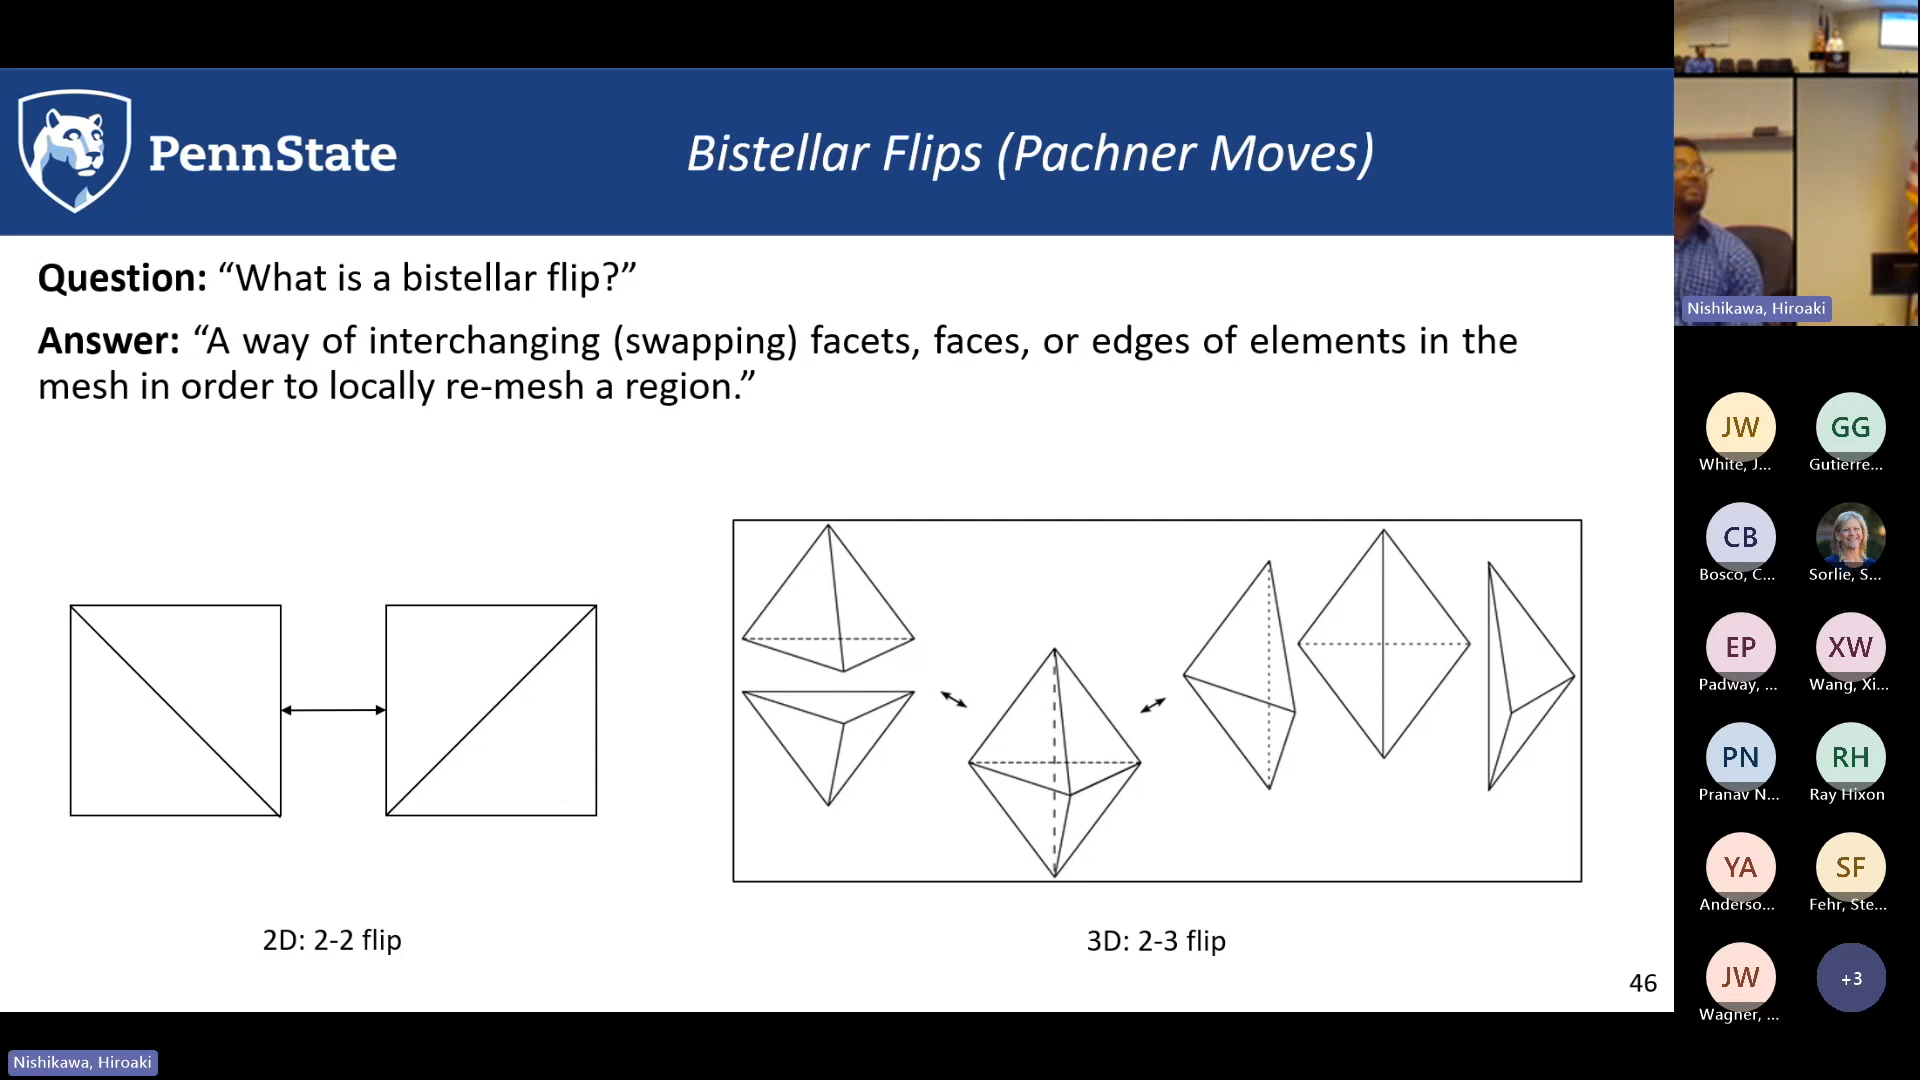 PennState
Bistellar Flips (Pachner Moves)
Question: “What is a bistellar flip?”
Answer: “A way of interchanging (swapping) facets, faces, or edges of elements in the
mesh in order to locally re-mesh a region.”
2D: 2-2 flip
3D: 2-3 flip
46
Nishikawa, Hiroaki
JW
White, J...
GG
Gutierre...
CB
Bosco, C...
Sorlie, S...
EP
Padway, ...
XW
Wang, Xi...
PN
Pranav N...
RH
Ray Hixon
YA
Anderso...
SF
Fehr, Ste...
JW
Wagner, ...
+3
Nishikawa, Hiroaki